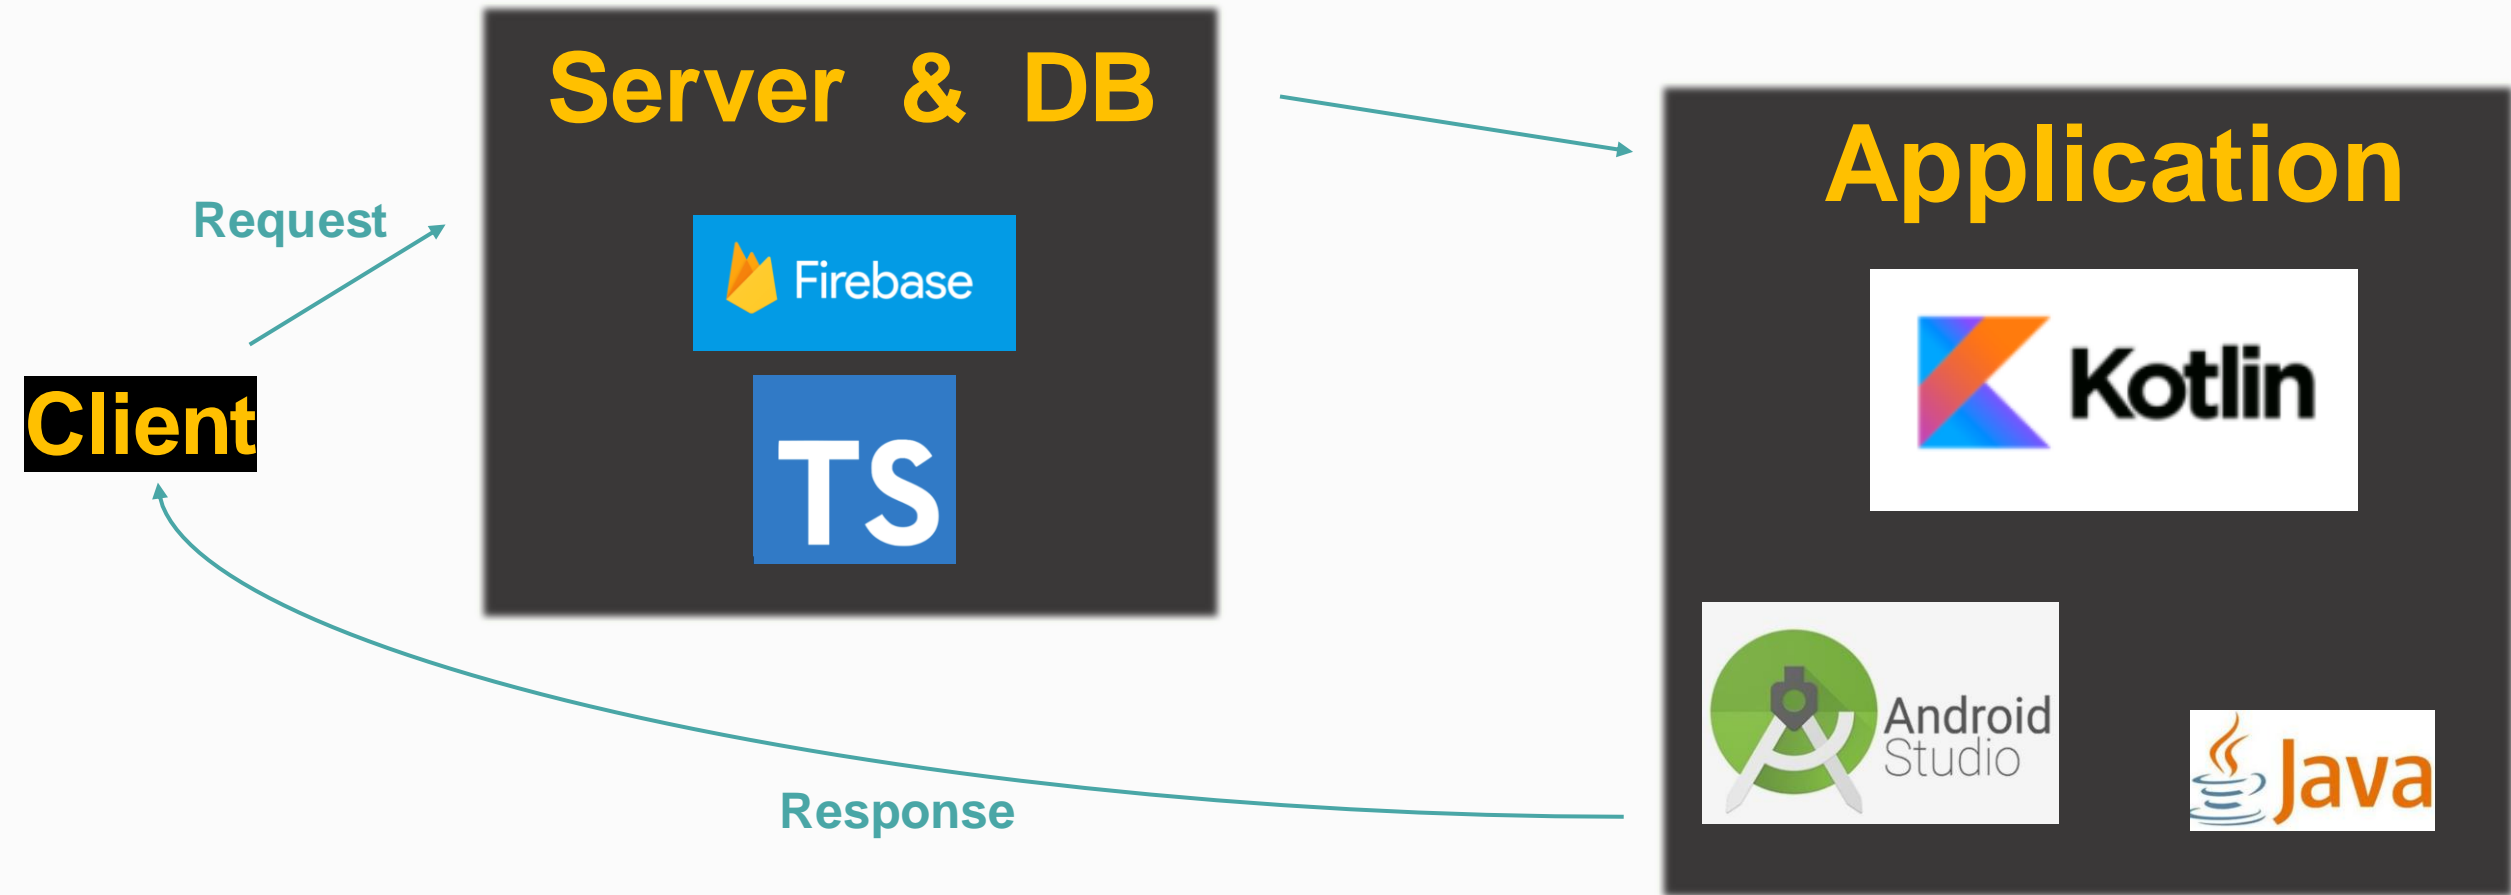 Server & DB
Application
Request
Firebase
Kotlin
Client
TS
Android
Studio
Java
Response